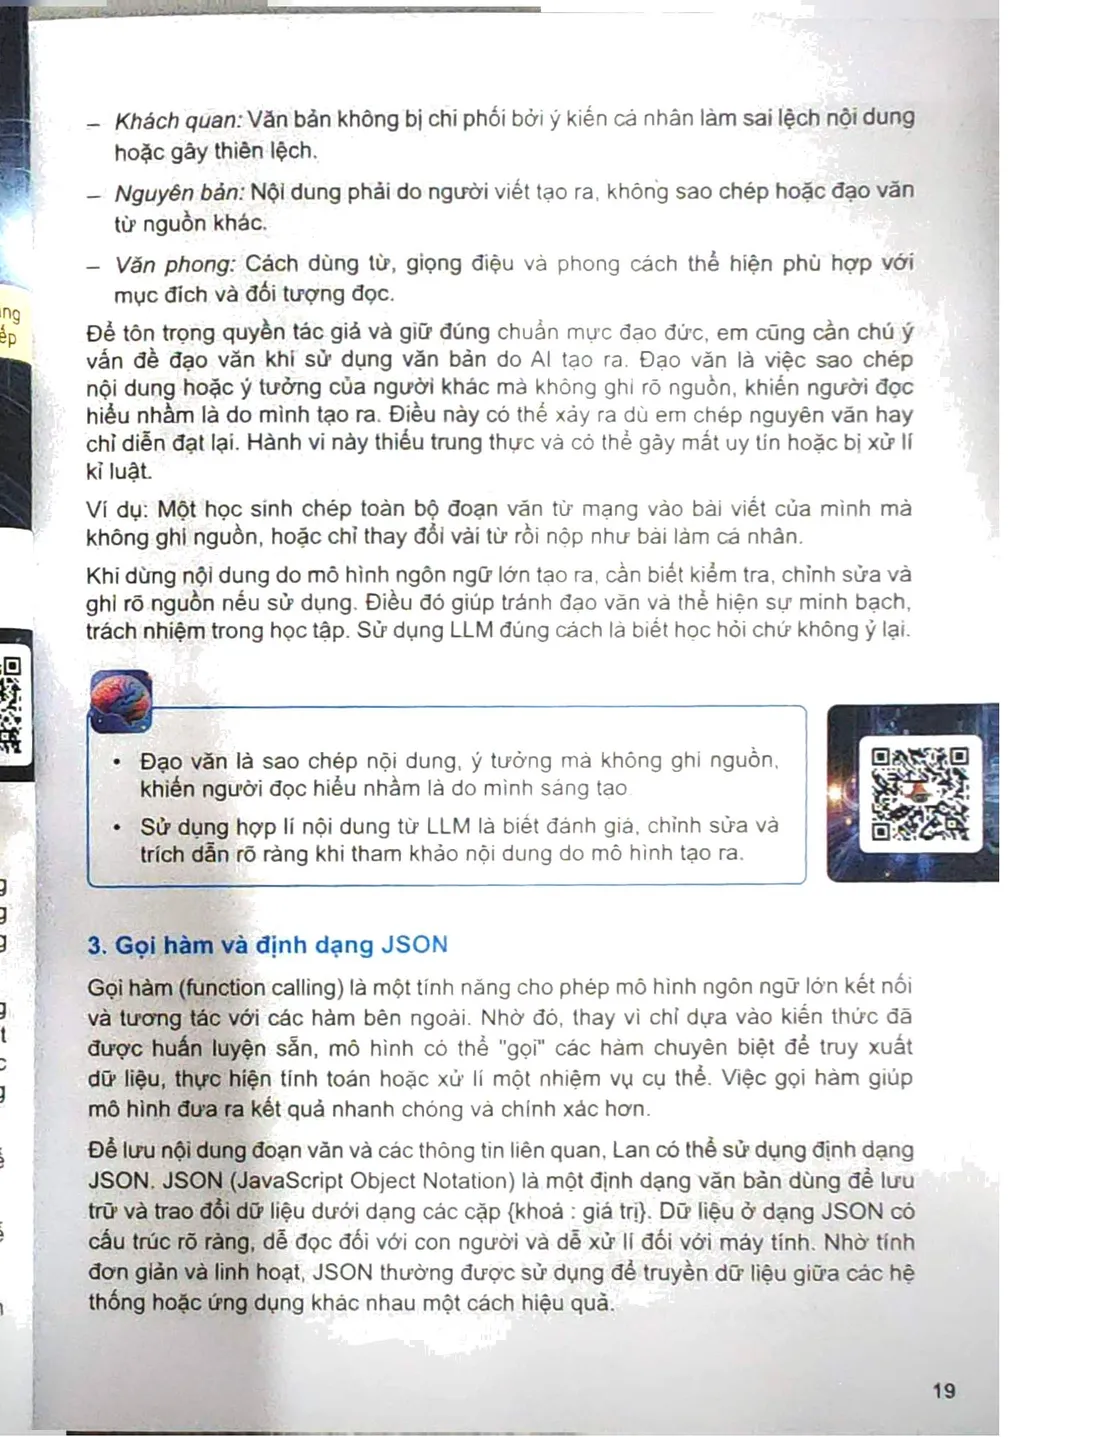 – Khách quan: Văn bản không bị chi phối bởi ý kiến cá nhân làm sai lệch nội dung
hoặc gây thiên lệch.
– Nguyên bản: Nội dung phải do người viết tạo ra, không sao chép hoặc đạo văn
từ nguồn khác.
– Văn phong: Cách dùng từ, giọng điệu và phong cách thể hiện phù hợp với
mục đích và đối tượng đọc.
Để tôn trọng quyền tác giả và giữ đúng chuẩn mực đạo đức, em cũng cần chú ý
vấn đề đạo văn khi sử dụng văn bản do AI tạo ra. Đạo văn là việc sao chép
nội dung hoặc ý tưởng của người khác mà không ghi rõ nguồn, khiến người đọc
hiểu nhầm là do mình tạo ra. Điều này có thể xảy ra dù em chép nguyên văn hay
chỉ diễn đạt lại. Hành vi này thiếu trung thực và có thể gây mất uy tín hoặc bị xử lí
kỉ luật.
Ví dụ: Một học sinh chép toàn bộ đoạn văn từ mạng vào bài viết của mình mà
không ghi nguồn, hoặc chỉ thay đổi vài từ rồi nộp như bài làm cá nhân.
Khi dùng nội dung do mô hình ngôn ngữ lớn tạo ra, cần biết kiểm tra, chỉnh sửa và
ghi rõ nguồn nếu sử dụng. Điều đó giúp tránh đạo văn và thể hiện sự minh bạch,
trách nhiệm trong học tập. Sử dụng LLM đúng cách là biết học hỏi chứ không ỷ lại.
• Đạo văn là sao chép nội dung, ý tưởng mà không ghi nguồn,
khiến người đọc hiểu nhầm là do mình sáng tạo
• Sử dụng hợp lí nội dung từ LLM là biết đánh giá, chỉnh sửa và
trích dẫn rõ ràng khi tham khảo nội dung do mô hình tạo ra.
3. Gọi hàm và định dạng JSON
Gọi hàm (function calling) là một tính năng cho phép mô hình ngôn ngữ lớn kết nối
và tương tác với các hàm bên ngoài. Nhờ đó, thay vì chỉ dựa vào kiến thức đã
được huấn luyện sẵn, mô hình có thể "gọi" các hàm chuyên biệt để truy xuất
dữ liệu, thực hiện tính toán hoặc xử lí một nhiệm vụ cụ thể. Việc gọi hàm giúp
mô hình đưa ra kết quả nhanh chóng và chính xác hơn.
Để lưu nội dung đoạn văn và các thông tin liên quan, Lan có thể sử dụng định dạng
JSON. JSON (JavaScript Object Notation) là một định dạng văn bản dùng để lưu
trữ và trao đổi dữ liệu dưới dạng các cặp {khoá : giá trị}. Dữ liệu ở dạng JSON có
cấu trúc rõ ràng, dễ đọc đối với con người và dễ xử lí đối với máy tính. Nhờ tính
đơn giản và linh hoạt, JSON thường được sử dụng để truyền dữ liệu giữa các hệ
thống hoặc ứng dụng khác nhau một cách hiệu quả.
19